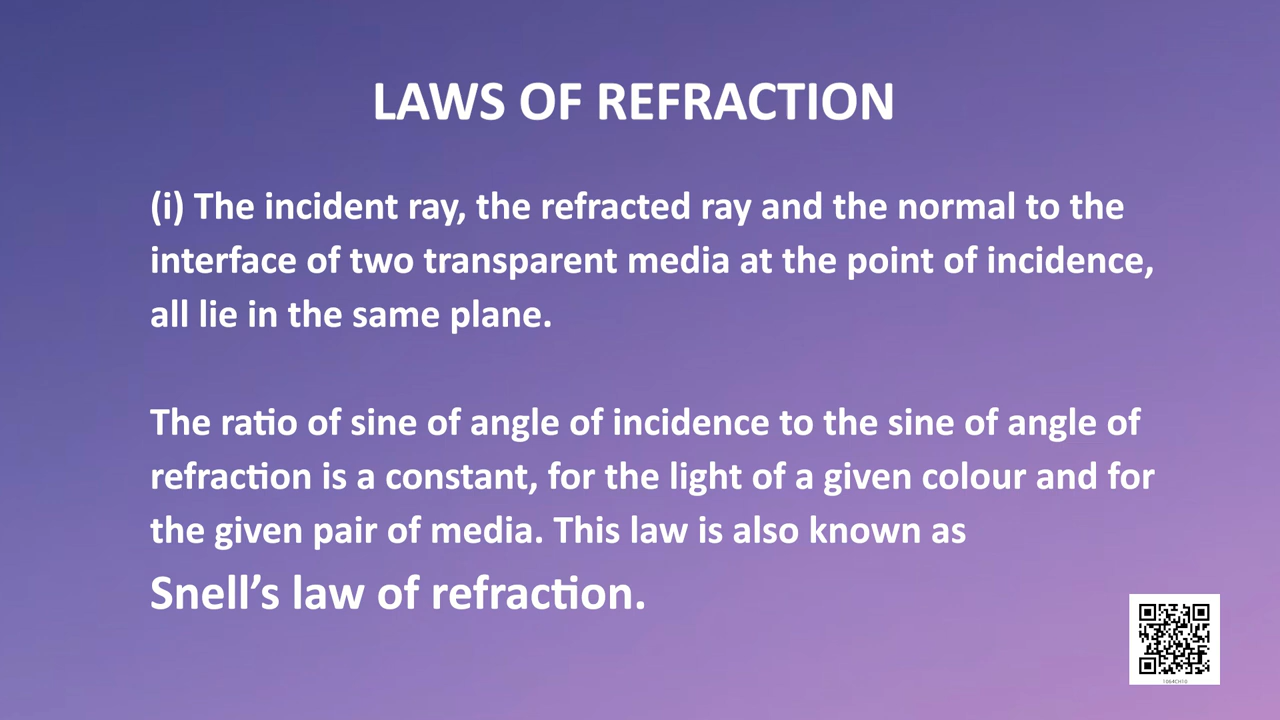 LAWS OF REFRACTION
(i) The incident ray, the refracted ray and the normal to the
interface of two transparent media at the point of incidence,
all lie in the same plane.
The ratio of sine of angle of incidence to the sine of angle of
refraction is a constant, for the light of a given colour and for
the given pair of media. This law is also known as
Snell’s law of refraction.
1064CH10